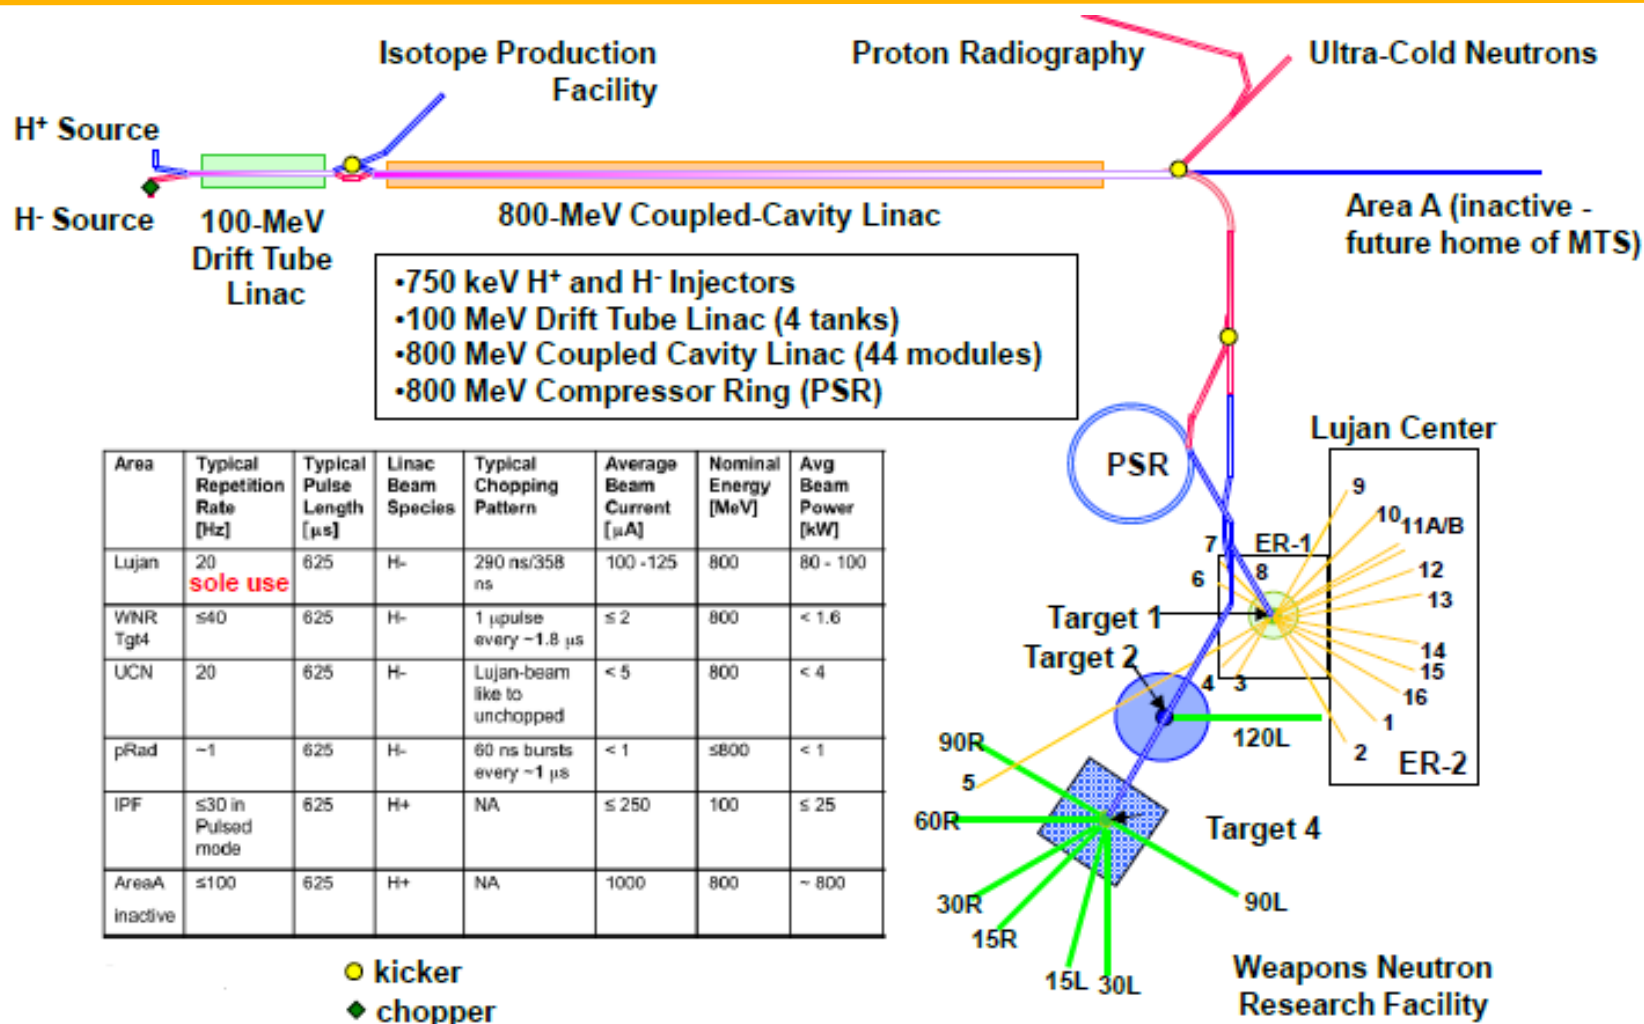 Isotope Production
Facility
Proton Radiography
Ultra-Cold Neutrons
H+ Source
H- Source
100-MeV
Drift Tube
Linac
800-MeV Coupled-Cavity Linac
Area A (inactive -
future home of MTS)
•750 keV H+ and H- Injectors
•100 MeV Drift Tube Linac (4 tanks)
•800 MeV Coupled Cavity Linac (44 modules)
•800 MeV Compressor Ring (PSR)
Area Typical Repetition Rate [Hz] Typical Pulse Length [µs] Linac Beam Species Typical Chopping Pattern Average Beam Current [µA] Nominal Energy [MeV] Avg Beam Power [kW]
Lujan 20 sole use 625 H- 290 ns/358 ns 100 -125 800 80 - 100
WNR Tgt4 ≤40 625 H- 1 µpulse every ~1.8 µs ≤ 2 800 < 1.6
UCN 20 625 H- Lujan-beam like to unchopped < 5 800 < 4
pRad ~1 625 H- 60 ns bursts every ~1 µs < 1 ≤800 < 1
IPF ≤30 in Pulsed mode 625 H+ NA ≤ 250 100 ≤ 25
AreaA inactive ≤100 625 H+ NA 1000 800 ~ 800
kicker
chopper
PSR
Lujan Center
9
10
11A/B
12
13
14
15
16
1
2
ER-2
7
ER-1
6
8
Target 1
Target 2
4
3
120L
90R
5
60R
Target 4
30R
15R
15L
30L
90L
Weapons Neutron
Research Facility